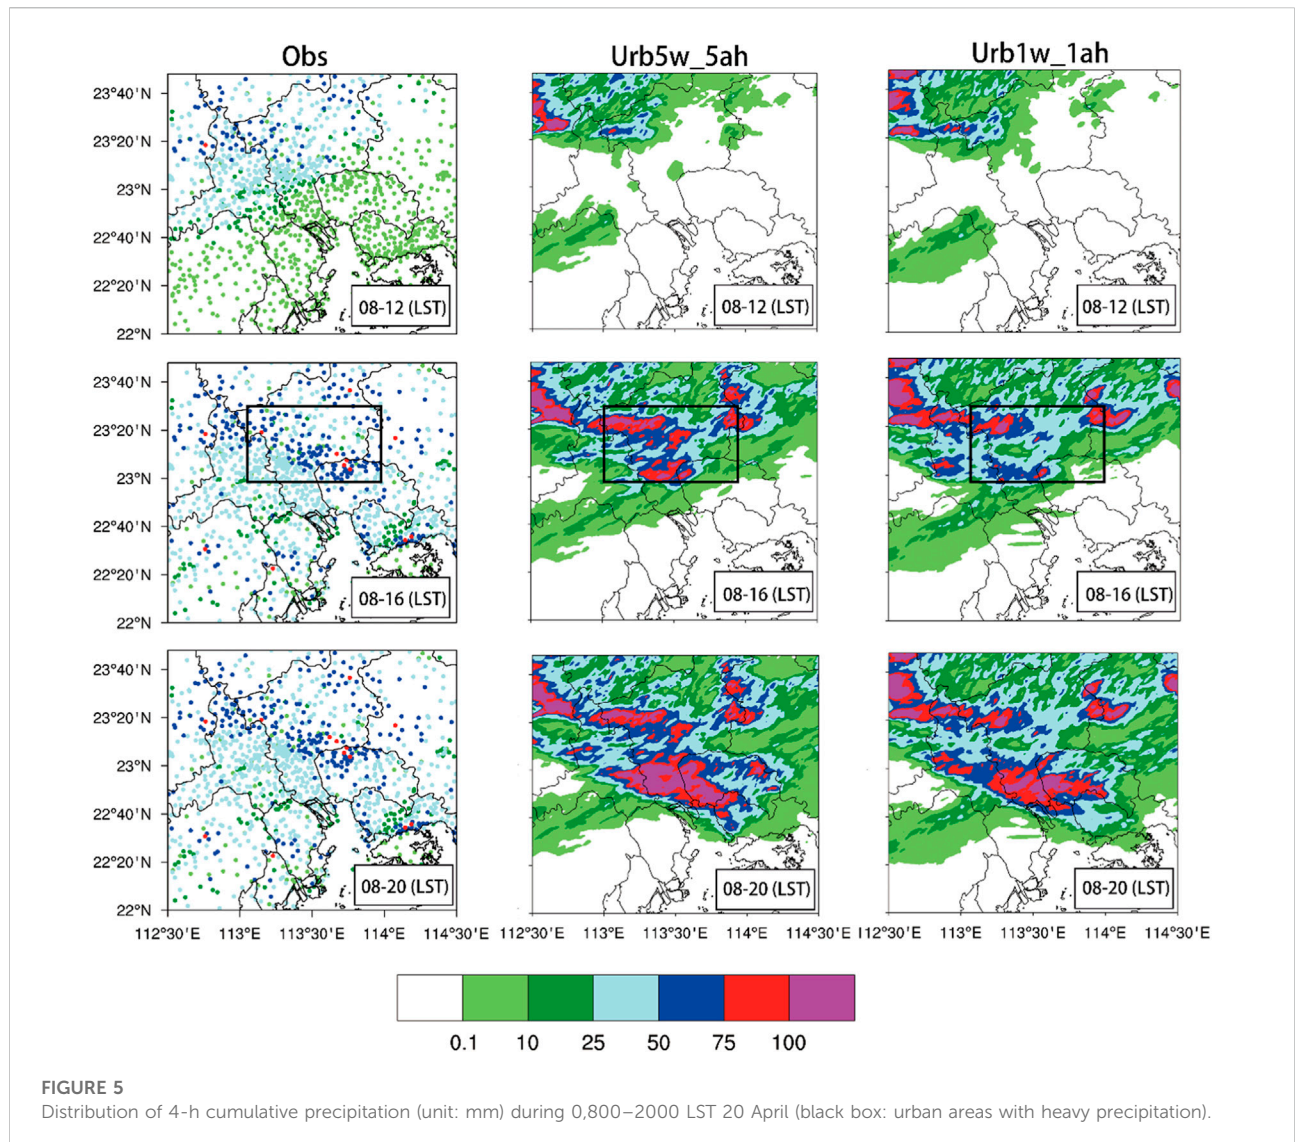 Obs Urb5w_5ah Urb1w_1ah
23°40'N
23°20'N
23°N
22°40'N
22°20'N
22°N
08-12 (LST) 08-12 (LST) 08-12 (LST)
23°40'N
23°20'N
23°N
22°40'N
22°20'N
22°N
08-16 (LST) 08-16 (LST) 08-16 (LST)
23°40'N
23°20'N
23°N
22°40'N
22°20'N
22°N
08-20 (LST) 08-20 (LST) 08-20 (LST)
112°30'E 113°E 113°30'E 114°E 114°30'E 112°30'E 113°E 113°30'E 114°E 114°30'E 112°30'E 113°E 113°30'E 114°E 114°30'E
0.1 10 25 50 75 100
FIGURE 5
Distribution of 4-h cumulative precipitation (unit: mm) during 0,800–2000 LST 20 April (black box: urban areas with heavy precipitation).